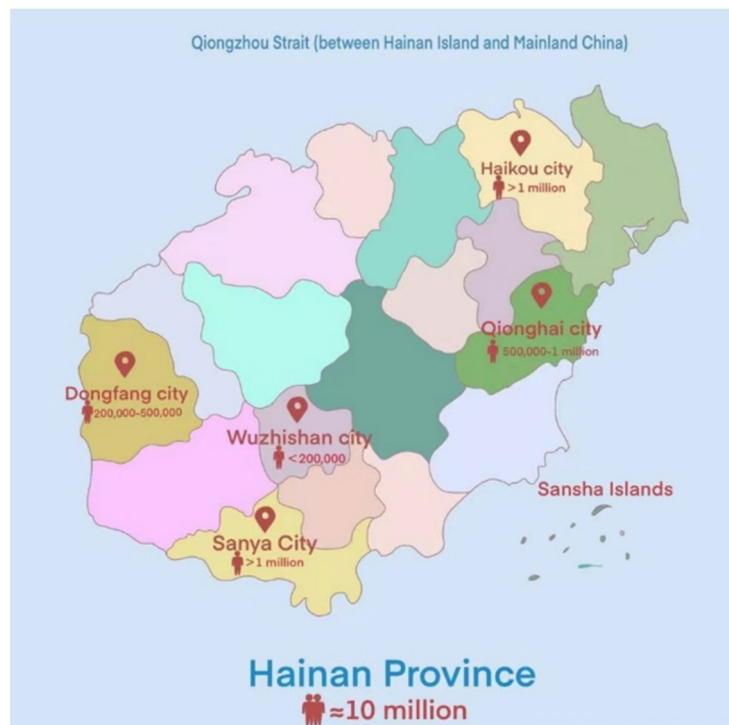 Qiongzhou Strait (between Hainan Island and Mainland China)
Haikou city
>1 million
Qionghai city
500,000-1 million
Dongfang city
200,000-500,000
Wuzhishan city
<200,000
Sansha Islands
Sanya City
>1 million
Hainan Province
≈10 million